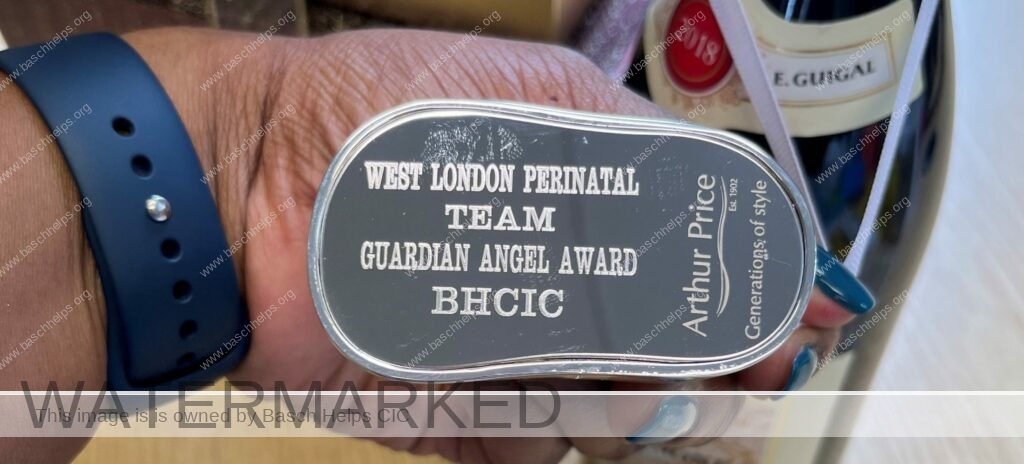 WEST LONDON PERINATAL
TEAM
GUARDIAN ANGEL AWARD
BHCIC
Arthur Price
Est. 1902
Generations of style
2018
E. GUIGAL
WATERMARKED
This image is is owned by Basch Helps CIC
www.baschhelps.org